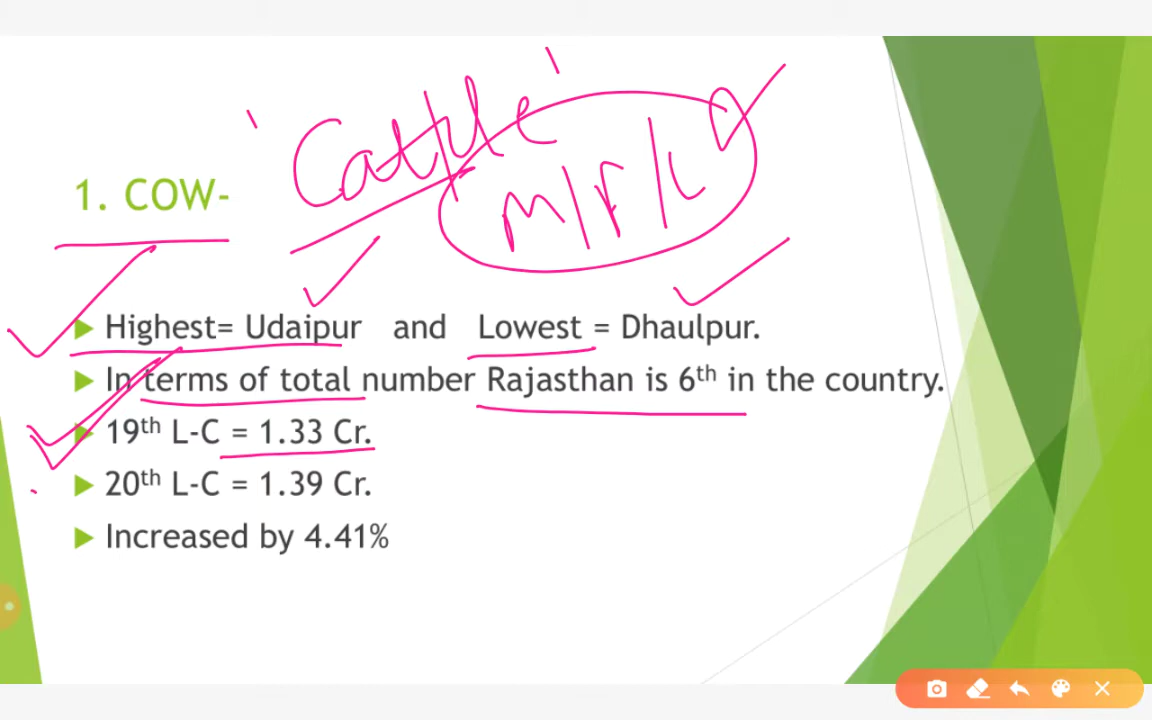 'Cattle'
M/F/
1. COW-
Highest= Udaipur and Lowest = Dhaulpur.
In terms of total number Rajasthan is 6th in the country.
19th L-C = 1.33 Cr.
20th L-C = 1.39 Cr.
Increased by 4.41%